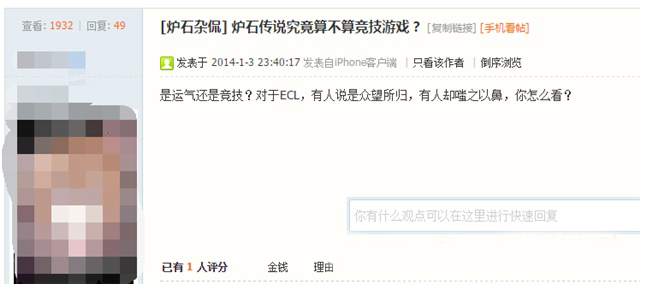 查看: 1932 | 回复: 49
[炉石杂侃] 炉石传说究竟算不算竞技游戏？ [复制链接] [手机看帖]
发表于 2014-1-3 23:40:17 发表自iPhone客户端 | 只看该作者 | 倒序浏览
是运气还是竞技？对于ECL，有人说是众望所归，有人却嗤之以鼻，你怎么看？
你有什么观点可以在这里进行快速回复
已有 1 人评分 金钱 理由